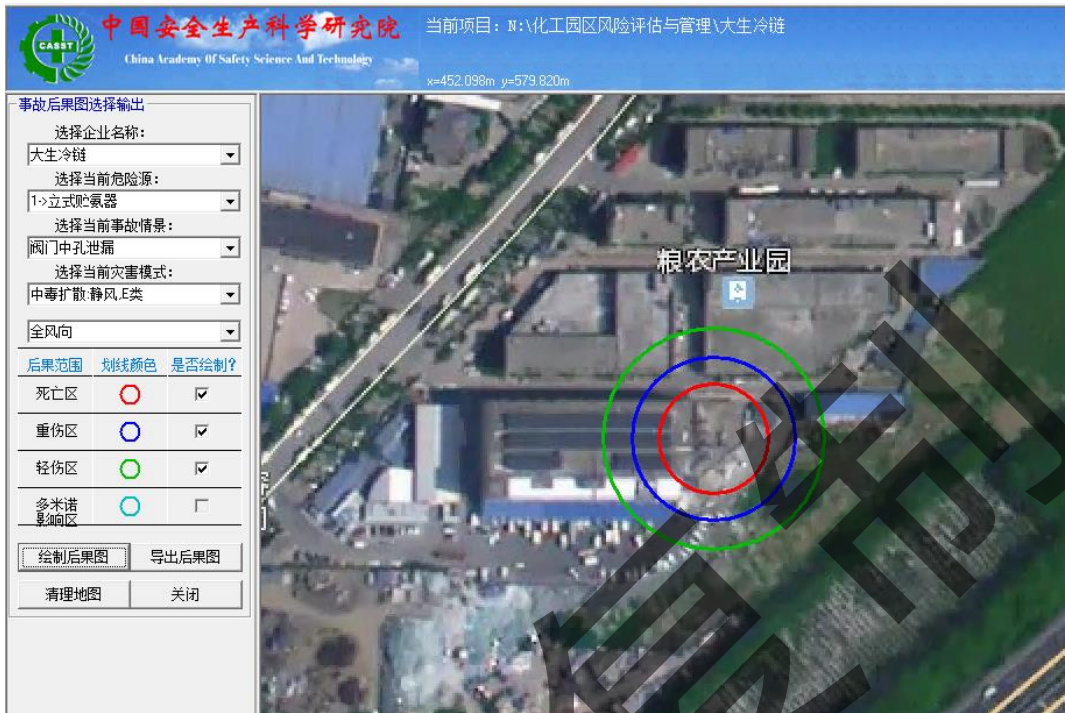 中国安全生产科学研究院
China Academy Of Safety Science And Technology
CASST
当前项目: N:\化工园区风险评估与管理\大生冷链
x=452.098m y=579.820m
事故后果图选择输出
选择企业名称:
大生冷链
选择当前危险源:
1->立式贮氨器
选择当前事故情景:
阀门中孔泄漏
选择当前灾害模式:
中毒扩散:静风,E类
全风向
后果范围 划线颜色 是否绘制?
死亡区
重伤区
轻伤区
多米诺
影响区
绘制后果图 导出后果图
清理地图 关闭
粮农产业园